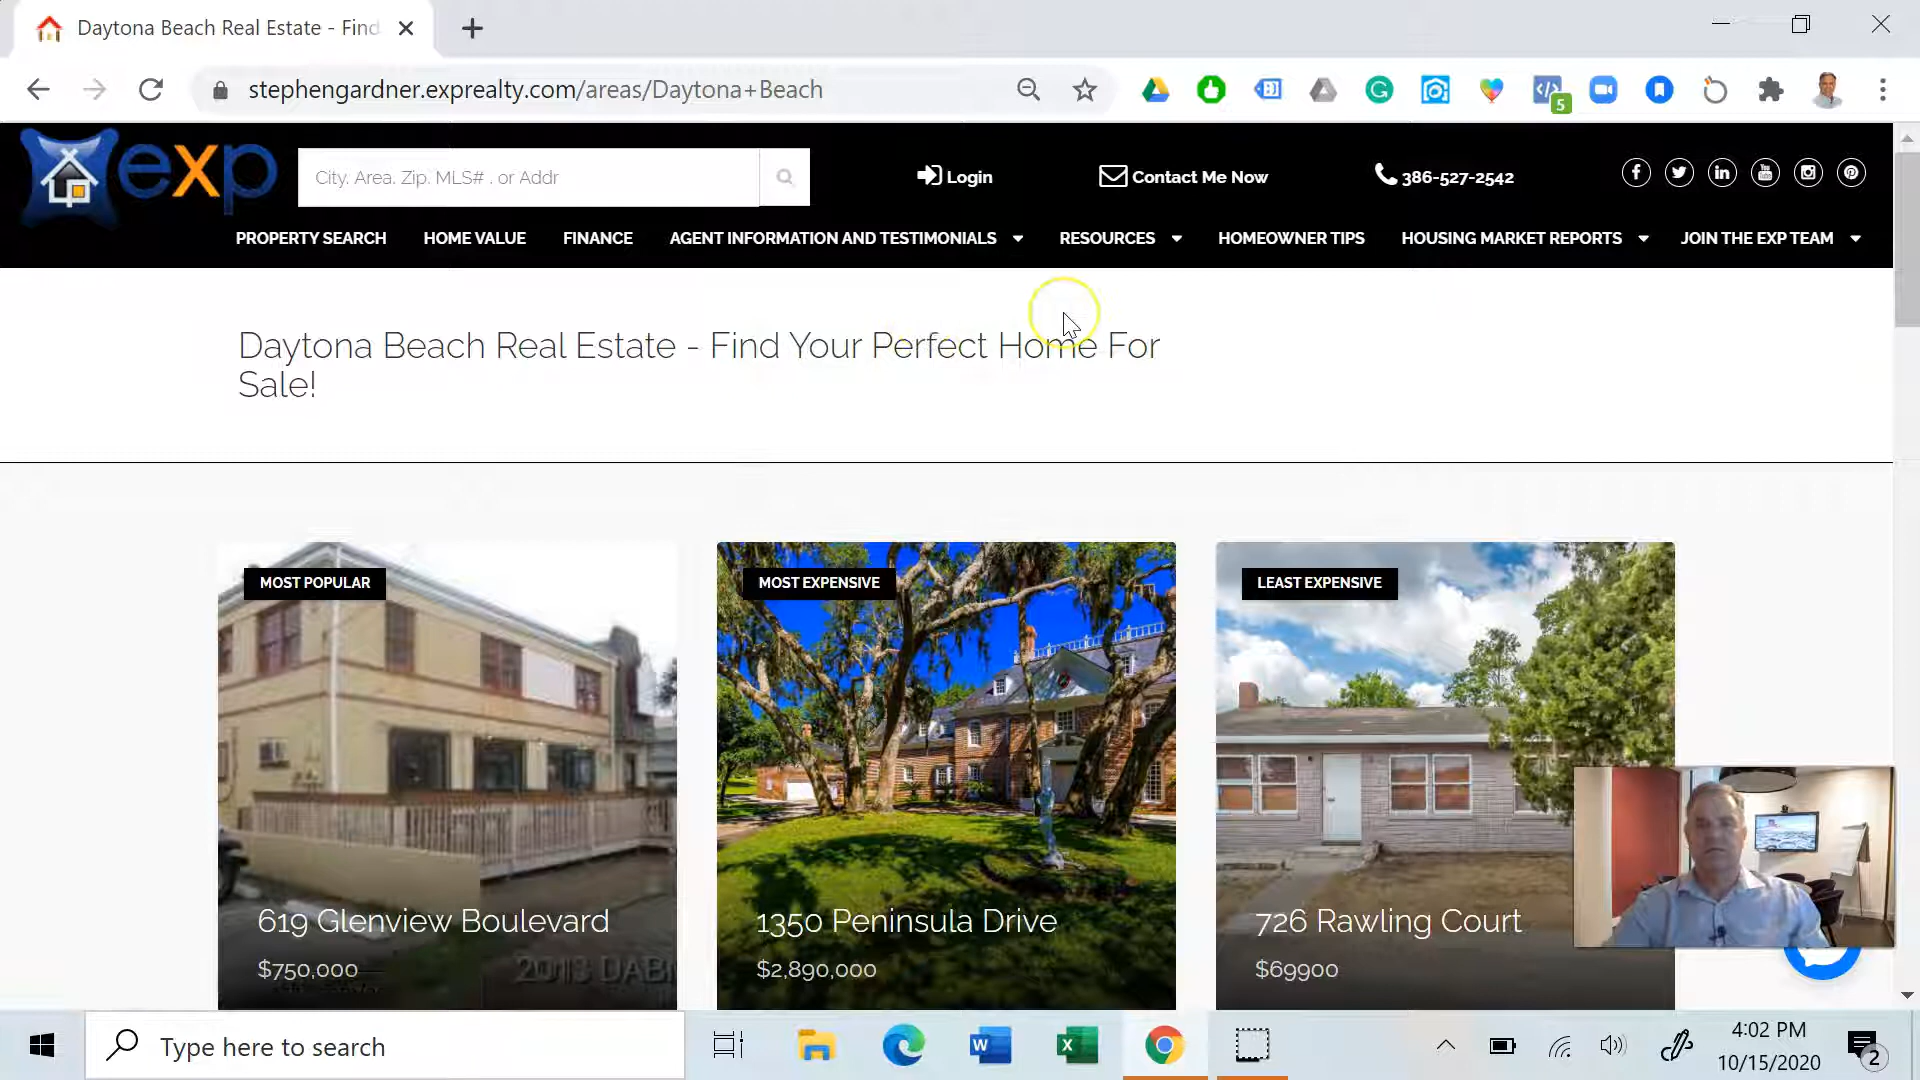 Daytona Beach Real Estate - Find
stephengardner.exprealty.com/areas/Daytona+Beach
5
exp
City. Area. Zip. MLS# . or Addr
Login
Contact Me Now
386-527-2542
PROPERTY SEARCH
HOME VALUE
FINANCE
AGENT INFORMATION AND TESTIMONIALS
RESOURCES
HOMEOWNER TIPS
HOUSING MARKET REPORTS
JOIN THE EXP TEAM
Daytona Beach Real Estate - Find Your Perfect Home For
Sale!
MOST POPULAR
MOST EXPENSIVE
LEAST EXPENSIVE
619 Glenview Boulevard
$750,000
1350 Peninsula Drive
$2,890,000
726 Rawling Court
$69900
Type here to search
4:02 PM
10/15/2020
2